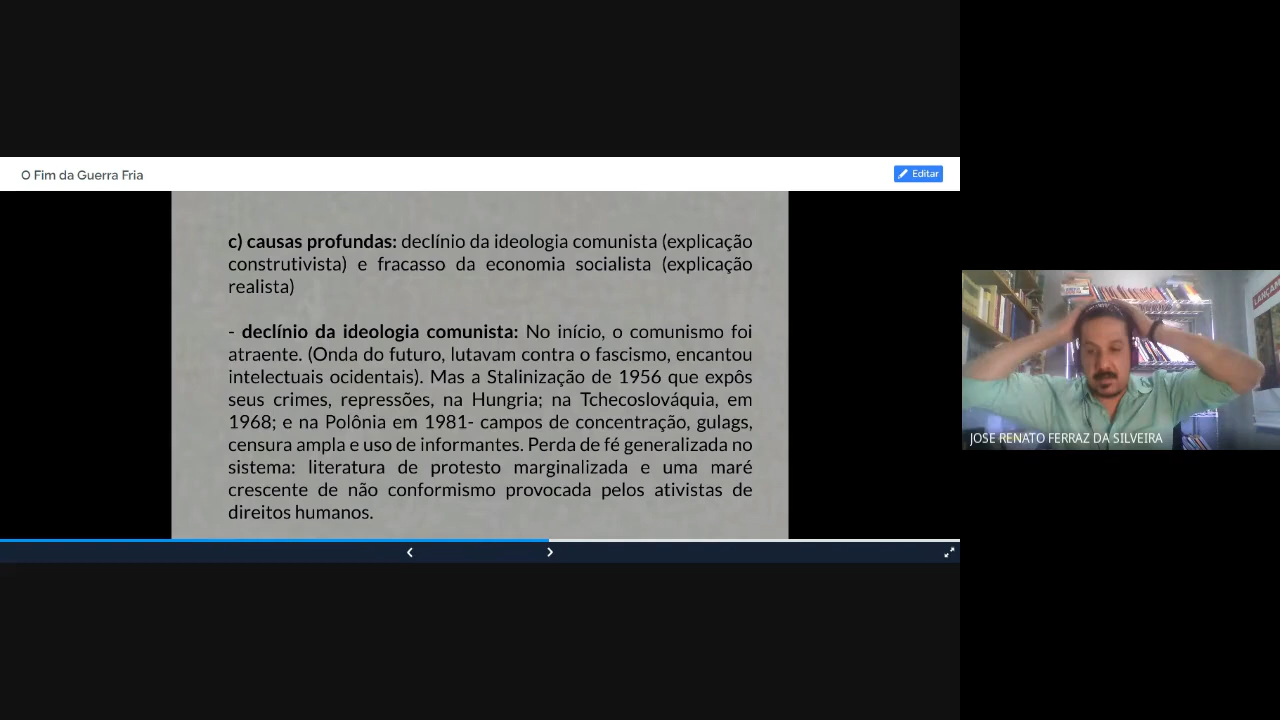 O Fim da Guerra Fria
Editar
c) causas profundas: declínio da ideologia comunista (explicação
construtivista) e fracasso da economia socialista (explicação
realista)
- declínio da ideologia comunista: No início, o comunismo foi
atraente. (Onda do futuro, lutavam contra o fascismo, encantou
intelectuais ocidentais). Mas a Stalinização de 1956 que expôs
seus crimes, repressões, na Hungria; na Tchecoslováquia, em
1968; e na Polônia em 1981- campos de concentração, gulags,
censura ampla e uso de informantes. Perda de fé generalizada no
sistema: literatura de protesto marginalizada e uma maré
crescente de não conformismo provocada pelos ativistas de
direitos humanos.
LANÇAM
JOSE RENATO FERRAZ DA SILVEIRA